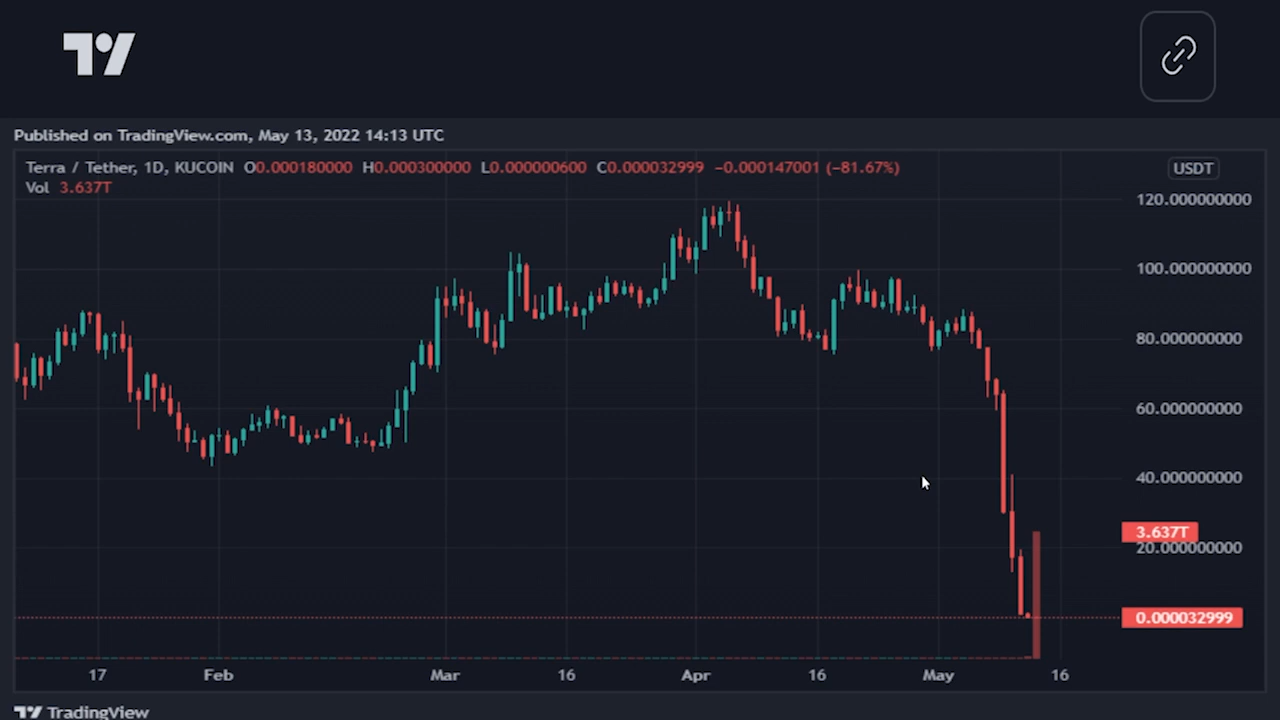 Published on TradingView.com, May 13, 2022 14:13 UTC
Terra / Tether, 1D, KUCOIN O0.000180000 H0.000300000 L0.000000600 C0.000032999 −0.000147001 (−81.67%)
USDT
Vol 3.637T
120.000000000
100.000000000
80.000000000
60.000000000
40.000000000
3.637T
20.000000000
0.000032999
17 Feb Mar 16 Apr 16 May 16
TradingView